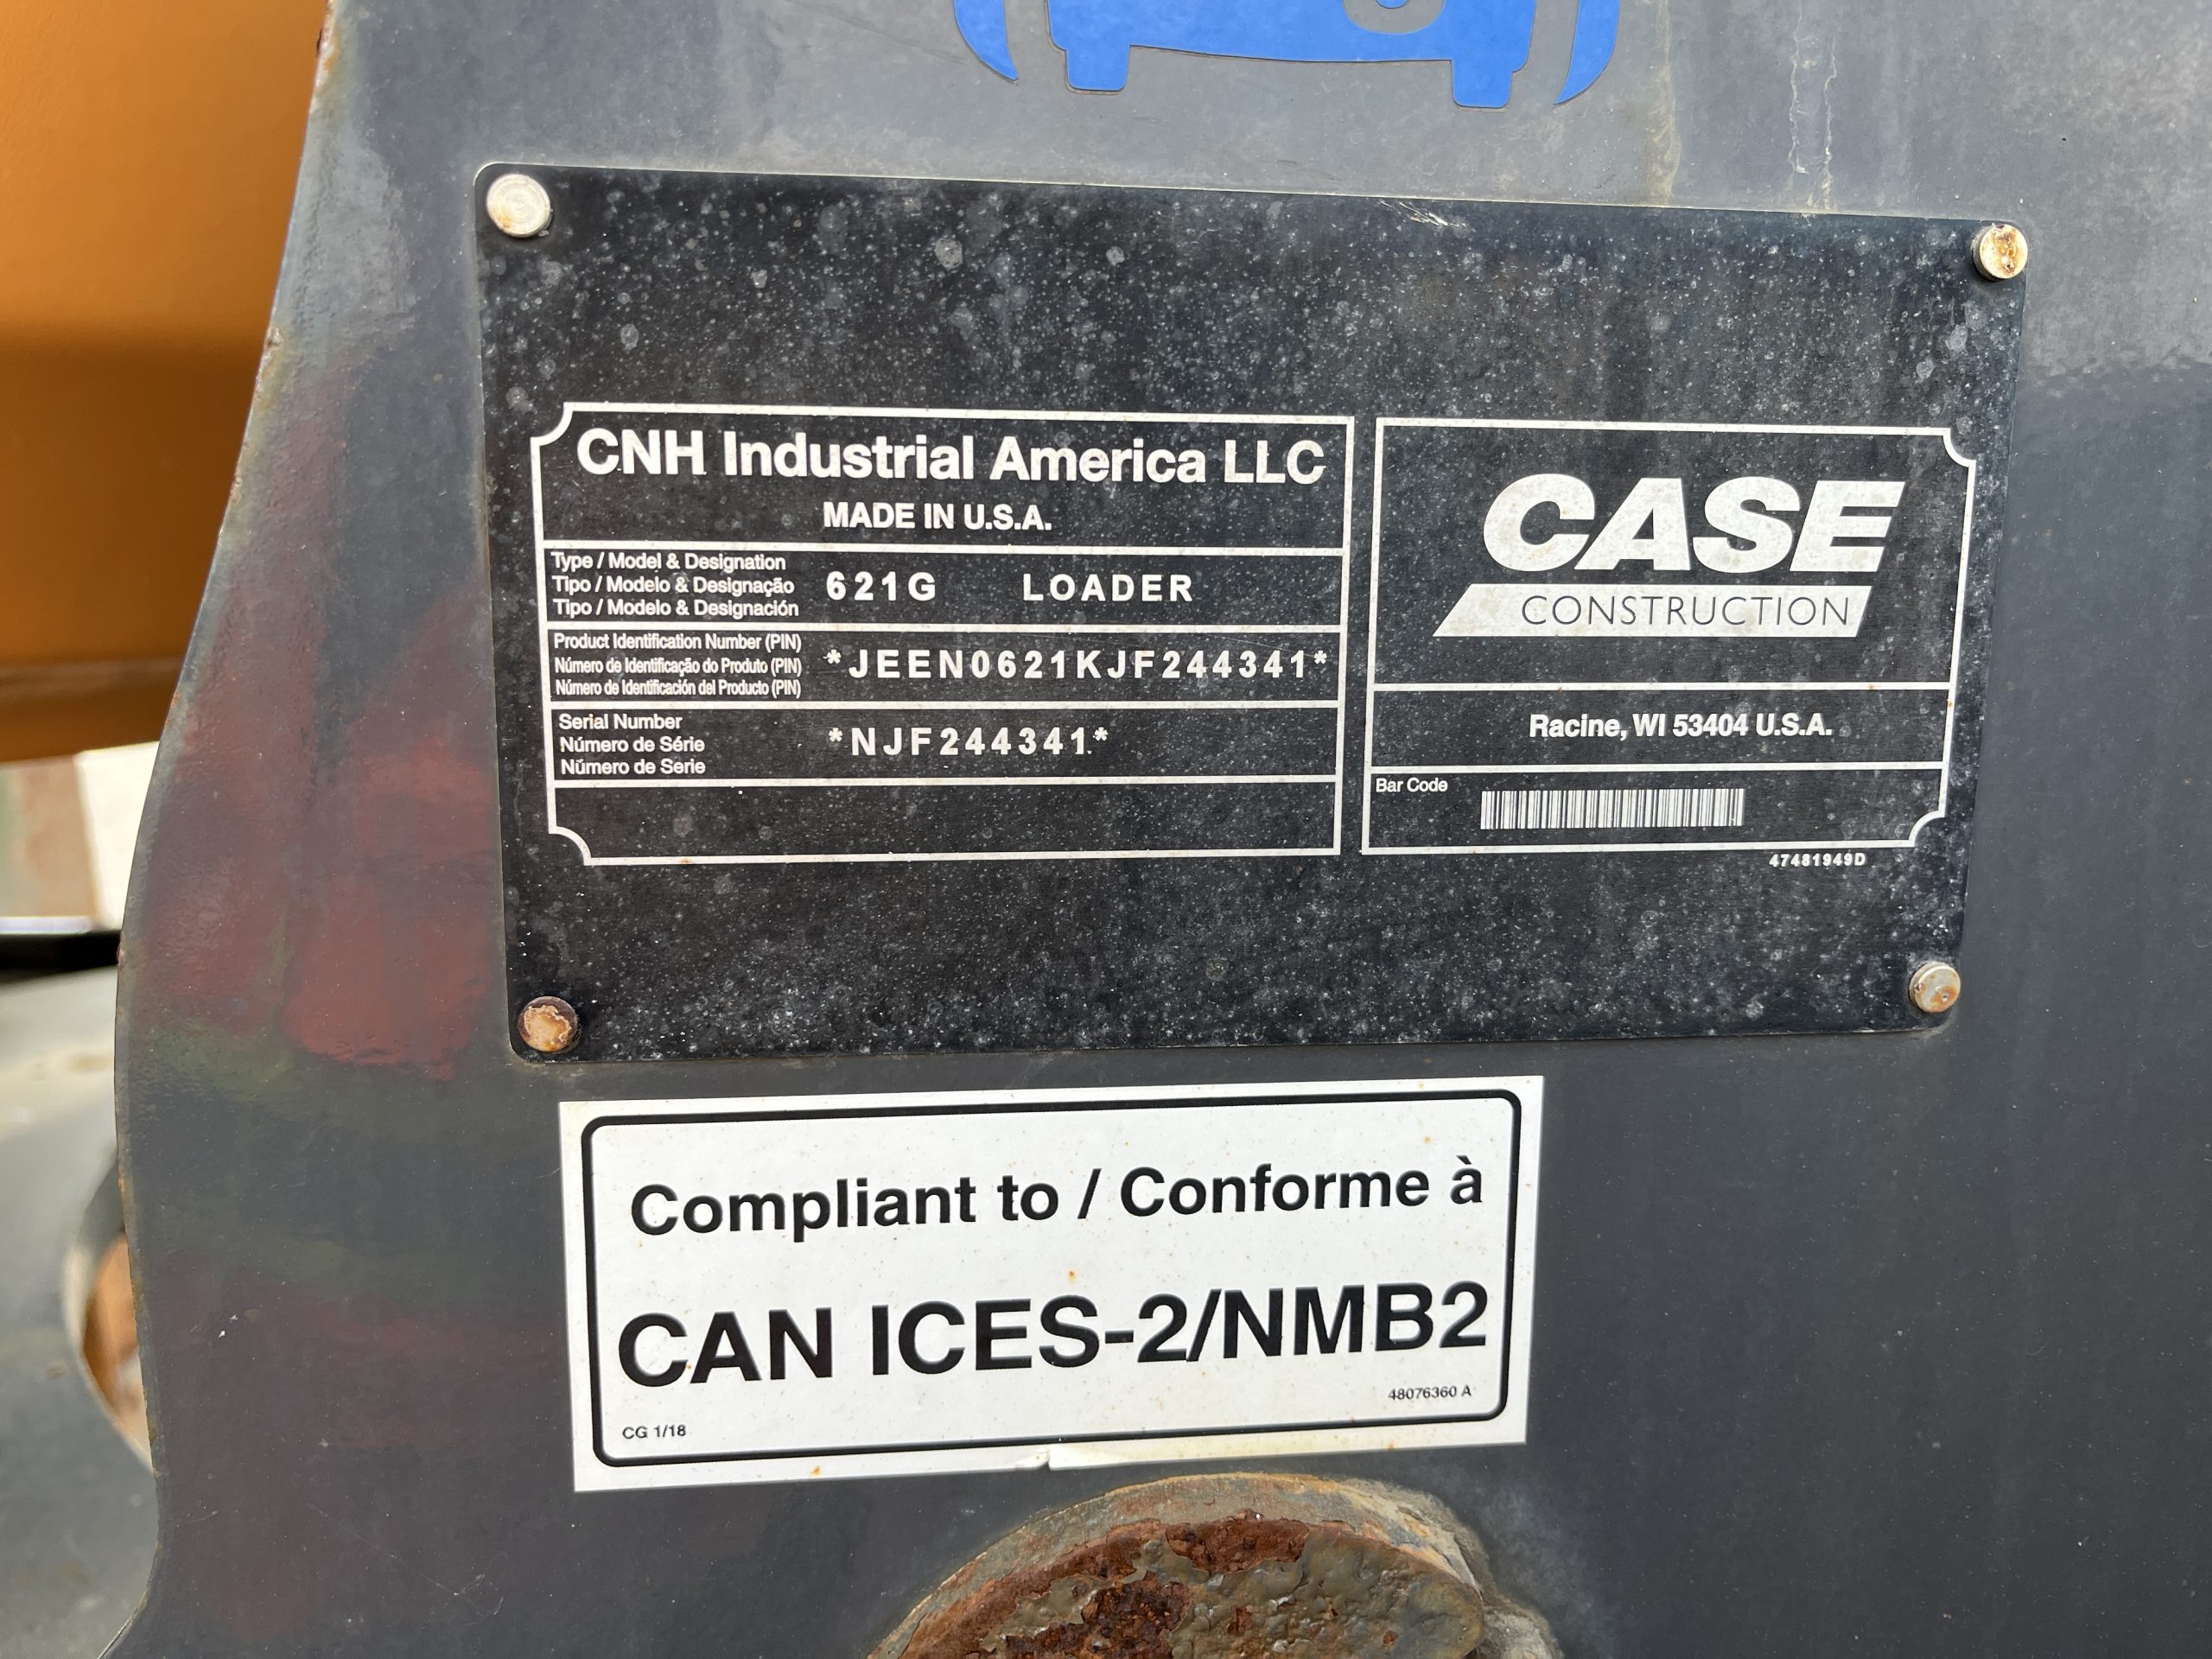 CNH Industrial America LLC
MADE IN U.S.A.
Type / Model & Designation
Tipo / Modelo & Designação
Tipo / Modelo & Designación
621G LOADER
Product Identification Number (PIN)
Número de Identificação do Produto (PIN)
Número de Identificación del Producto (PIN)
*JEEN0621KJF244341*
Serial Number
Número de Série
Número de Serie
*NJF244341*
CASE
CONSTRUCTION
Racine, WI 53404 U.S.A.
Bar Code
47481949D
Compliant to / Conforme à
CAN ICES-2/NMB2
48076360 A
CG 1/18